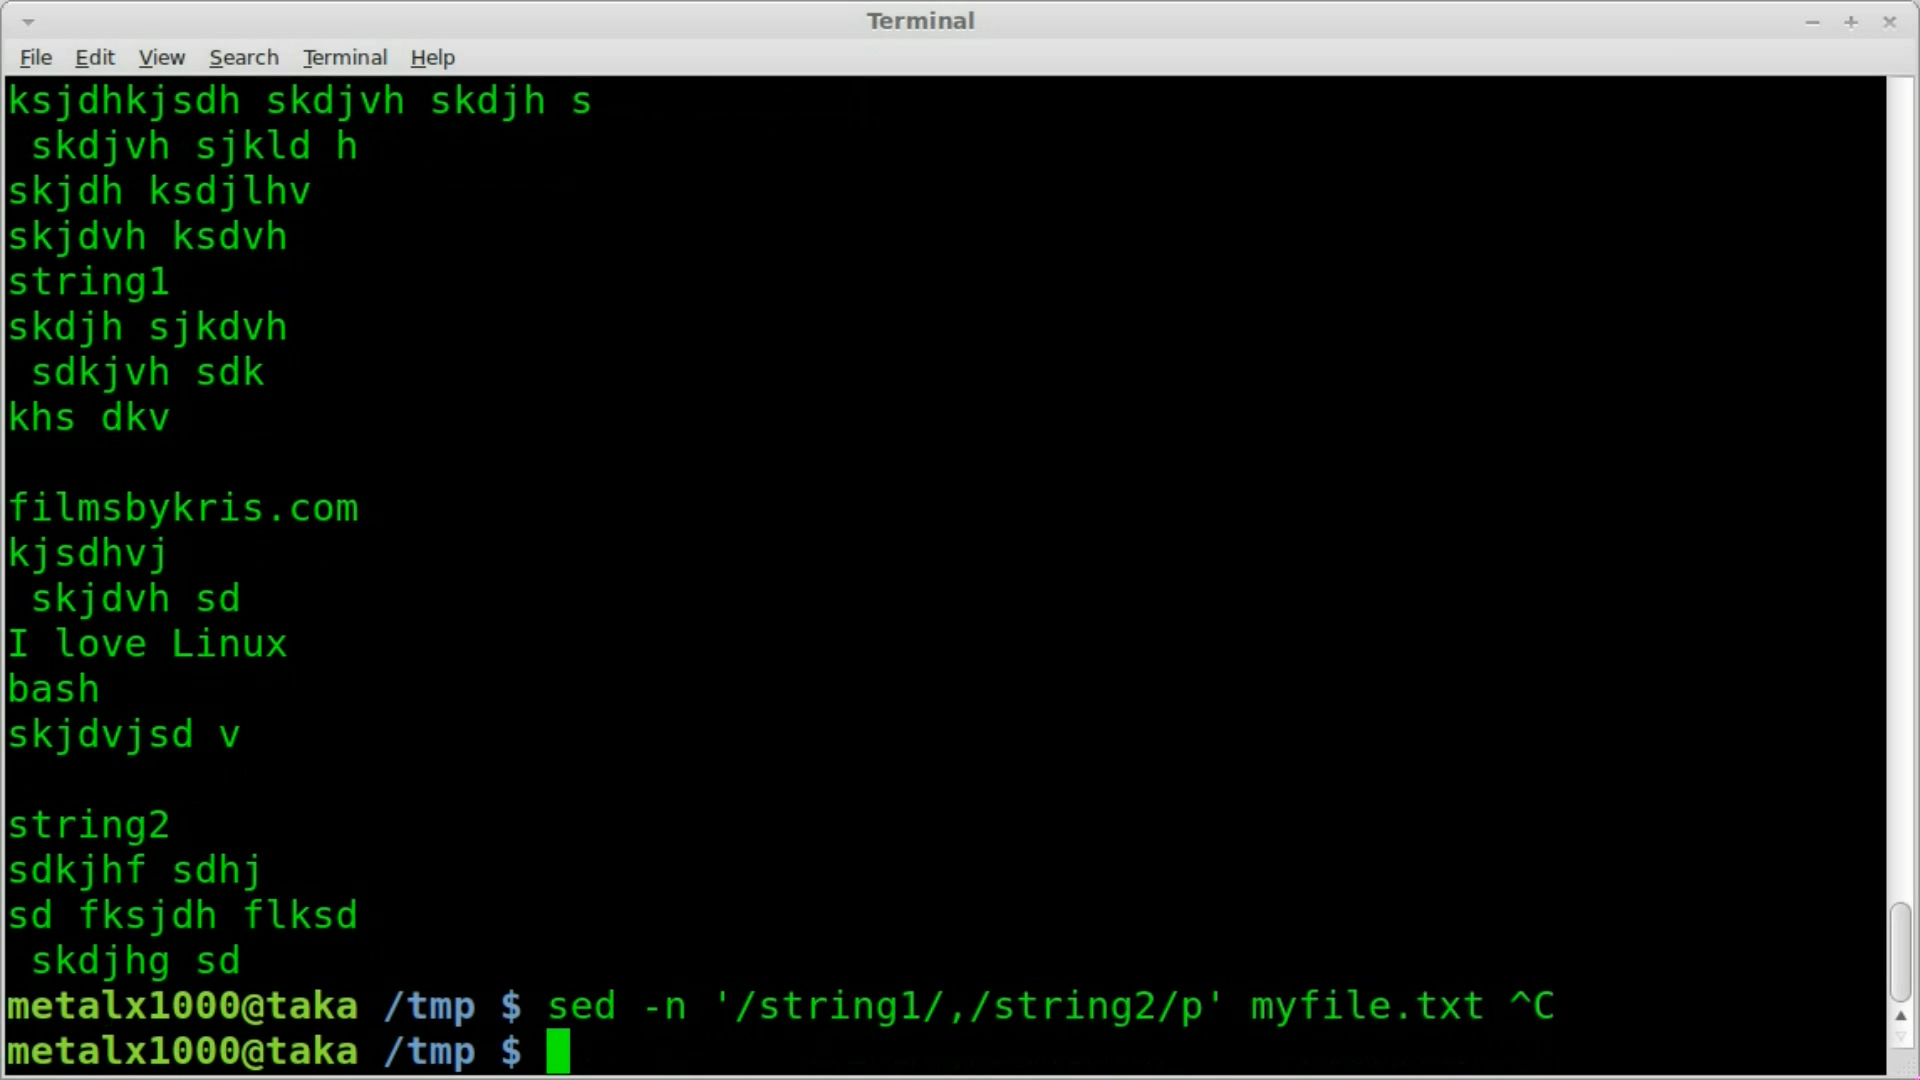 Terminal
File Edit View Search Terminal Help
ksjdhkjsdh skdjvh skdjh s
 skdjvh sjkld h
skjdh ksdjlhv
skjdvh ksdvh
string1
skdjh sjkdvh
 sdkjvh sdk
khs dkv

filmsbykris.com
kjsdhvj
 skjdvh sd
I love Linux
bash
skjdvjsd v

string2
sdkjhf sdhj
sd fksjdh flksd
 skdjhg sd
metalx1000@taka /tmp $ sed -n '/string1/,/string2/p' myfile.txt ^C
metalx1000@taka /tmp $